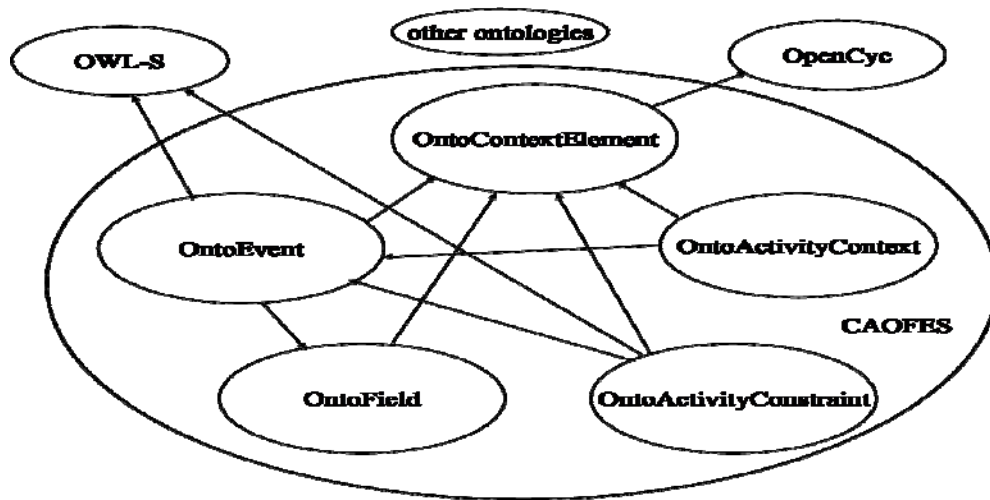 other ontologies
OWL-S
OpenCyc
OntoContextElement
OntoEvent
OntoActivityContext
CAOFES
OntoField
OntoActivityConstraint